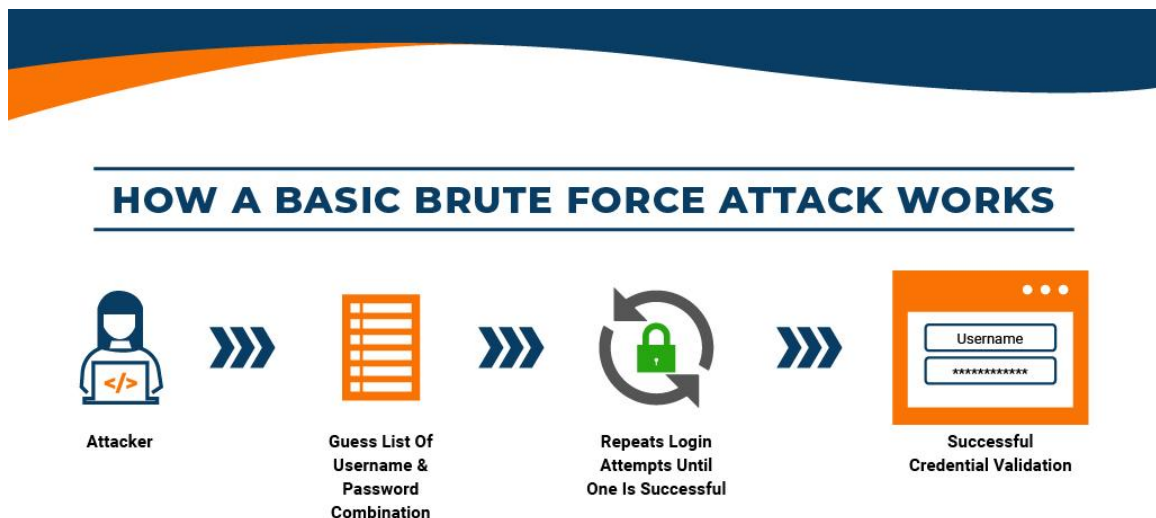 HOW A BASIC BRUTE FORCE ATTACK WORKS
</>
Username
************
Attacker
Guess List Of
Username &
Password
Combination
Repeats Login
Attempts Until
One Is Successful
Successful
Credential Validation